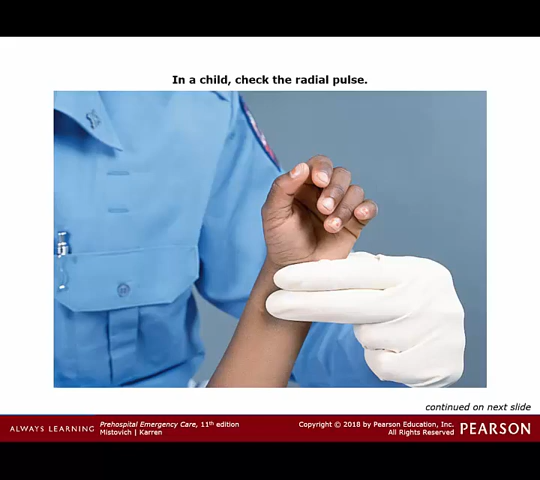 In a child, check the radial pulse.
continued on next slide
ALWAYS LEARNING
Prehospital Emergency Care, 11th edition
Mistovich | Karren
Copyright © 2018 by Pearson Education, Inc.
All Rights Reserved
PEARSON